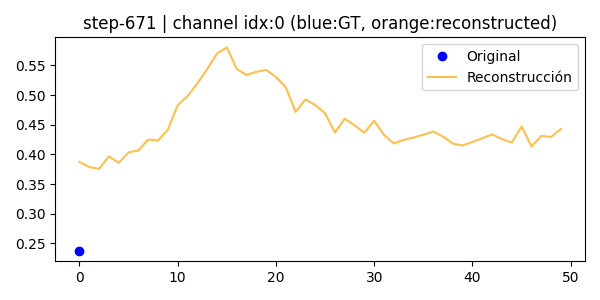 step-671 | channel idx:0 (blue:GT, orange:reconstructed)
Original
Reconstrucción
0.55
0.50
0.45
0.40
0.35
0.30
0.25
0 10 20 30 40 50